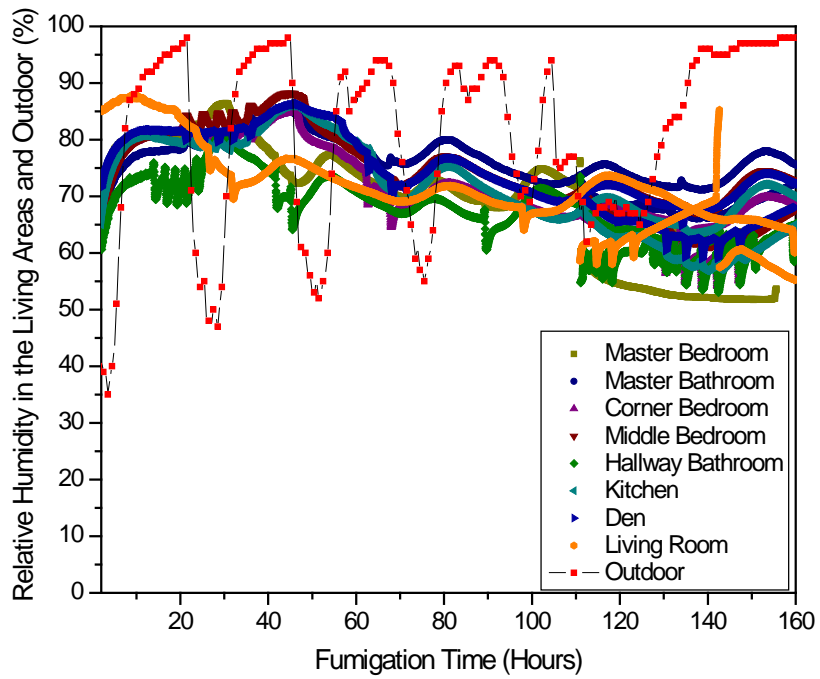 Relative Humidity in the Living Areas and Outdoor (%)
100
90
80
70
60
50
40
30
20
10
0
Master Bedroom
Master Bathroom
Corner Bedroom
Middle Bedroom
Hallway Bathroom
Kitchen
Den
Living Room
Outdoor
20 40 60 80 100 120 140 160
Fumigation Time (Hours)